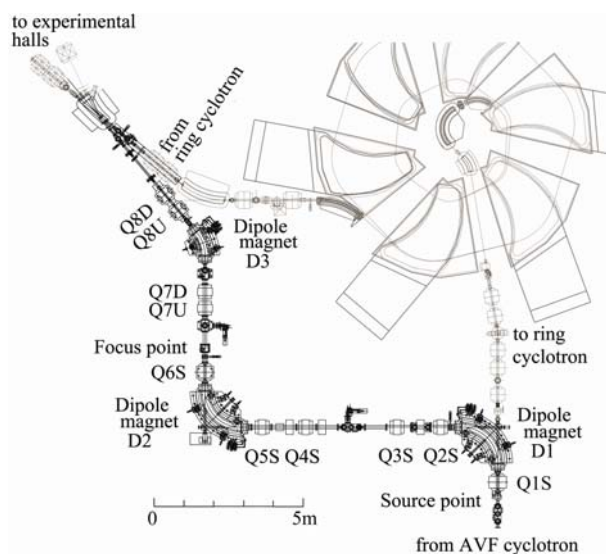 to experimental
halls
from
ring cyclotron
Q8D
Q8U
Dipole
magnet
D3
Q7D
Q7U
Focus point
to ring
cyclotron
Q6S
Dipole
magnet
D2
Dipole
magnet
D1
Q5S Q4S
Q3S Q2S
Q1S
Source point
0
5m
from AVF cyclotron